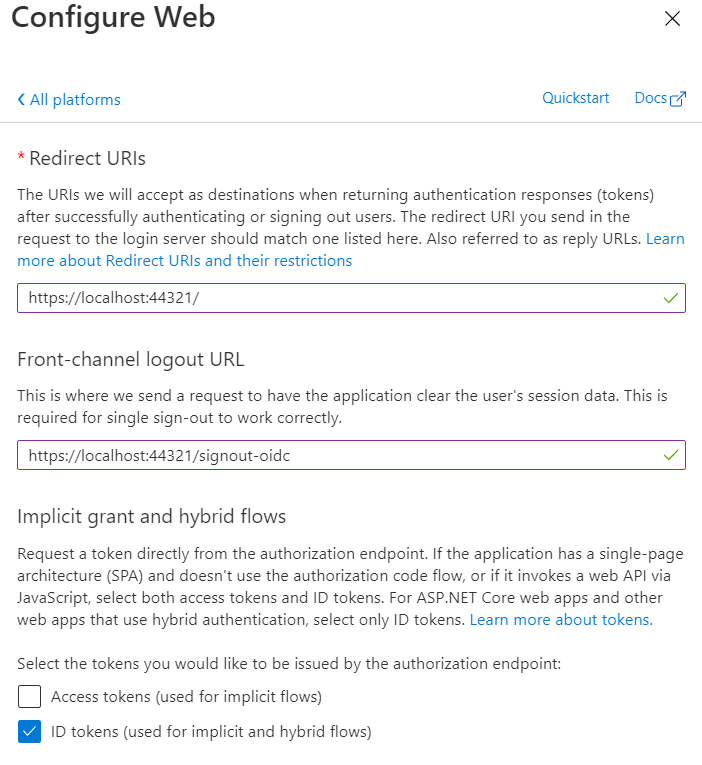 Configure Web
All platforms
Quickstart Docs
* Redirect URIs
The URIs we will accept as destinations when returning authentication responses (tokens)
after successfully authenticating or signing out users. The redirect URI you send in the
request to the login server should match one listed here. Also referred to as reply URLs. Learn
more about Redirect URIs and their restrictions
https://localhost:44321/
Front-channel logout URL
This is where we send a request to have the application clear the user's session data. This is
required for single sign-out to work correctly.
https://localhost:44321/signout-oidc
Implicit grant and hybrid flows
Request a token directly from the authorization endpoint. If the application has a single-page
architecture (SPA) and doesn't use the authorization code flow, or if it invokes a web API via
JavaScript, select both access tokens and ID tokens. For ASP.NET Core web apps and other
web apps that use hybrid authentication, select only ID tokens. Learn more about tokens.
Select the tokens you would like to be issued by the authorization endpoint:
Access tokens (used for implicit flows)
ID tokens (used for implicit and hybrid flows)